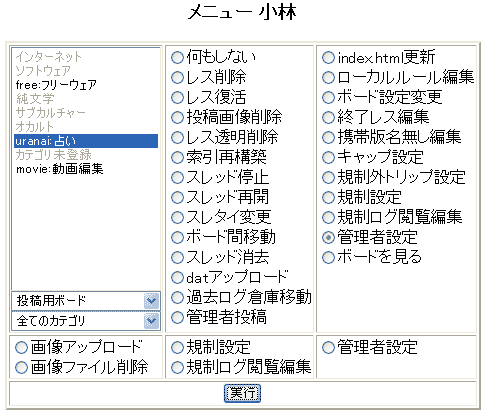 メニュー 小林
インターネット
ソフトウェア
free:フリーウェア
純文学
サブカルチャー
オカルト
uranai:占い
カテゴリ未登録
movie:動画編集
投稿用ボード
全てのカテゴリ
何もしない
レス削除
レス復活
投稿画像削除
レス透明削除
索引再構築
スレッド停止
スレッド再開
スレタイ変更
ボード間移動
スレッド消去
datアップロード
過去ログ倉庫移動
管理者投稿
index.html更新
ローカルルール編集
ボード設定変更
終了レス編集
携帯版名無し編集
キャップ設定
規制外トリップ設定
規制設定
規制ログ閲覧編集
管理者設定
ボードを見る
画像アップロード
画像ファイル削除
規制設定
規制ログ閲覧編集
管理者設定
実行